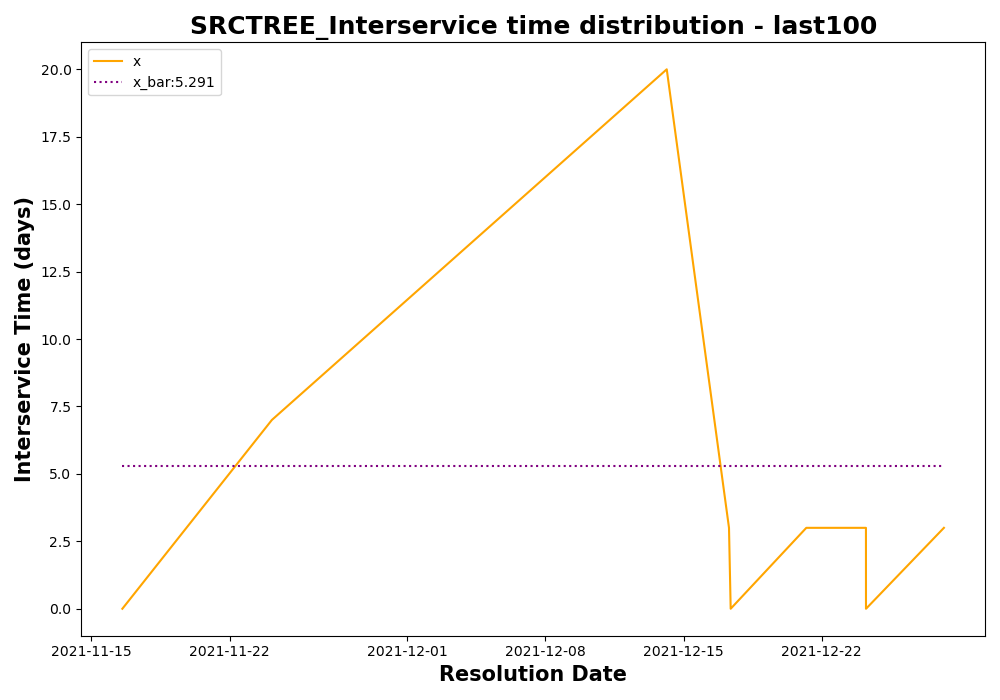 SRCTREE_Interservice time distribution - last100
x
x_bar:5.291
20.0
17.5
15.0
12.5
10.0
7.5
5.0
2.5
0.0
Interservice Time (days)
2021-11-15 2021-11-22 2021-12-01 2021-12-08 2021-12-15 2021-12-22
Resolution Date